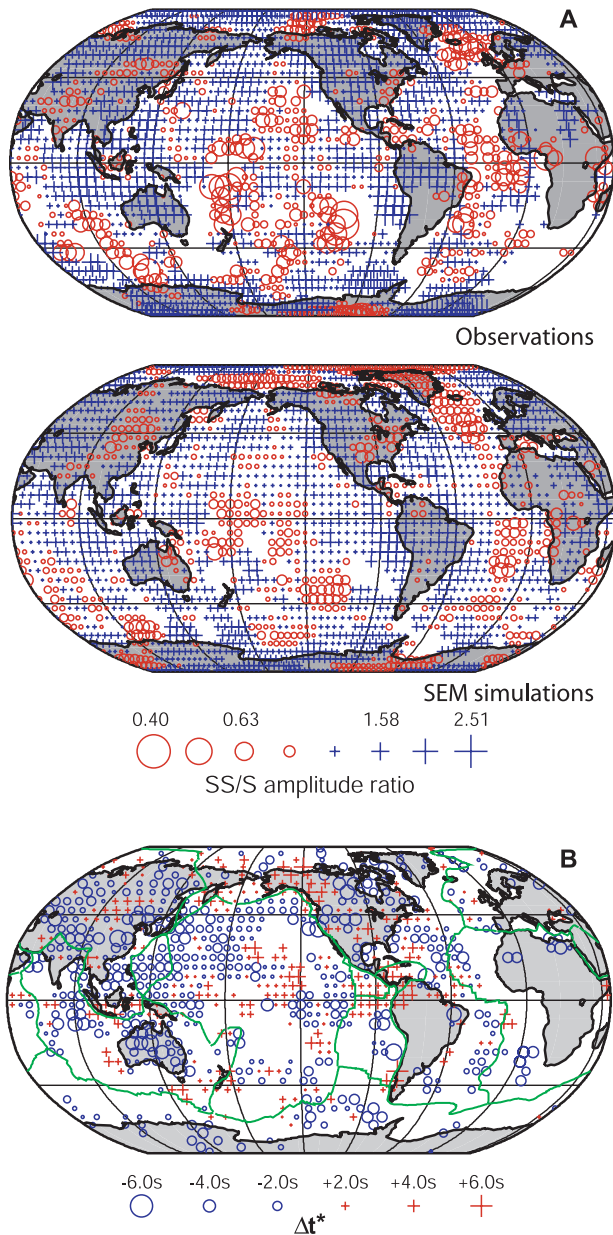 A
Observations
SEM simulations
0.40 0.63 1.58 2.51
SS/S amplitude ratio
B
-6.0s -4.0s -2.0s +2.0s +4.0s +6.0s
Δt*